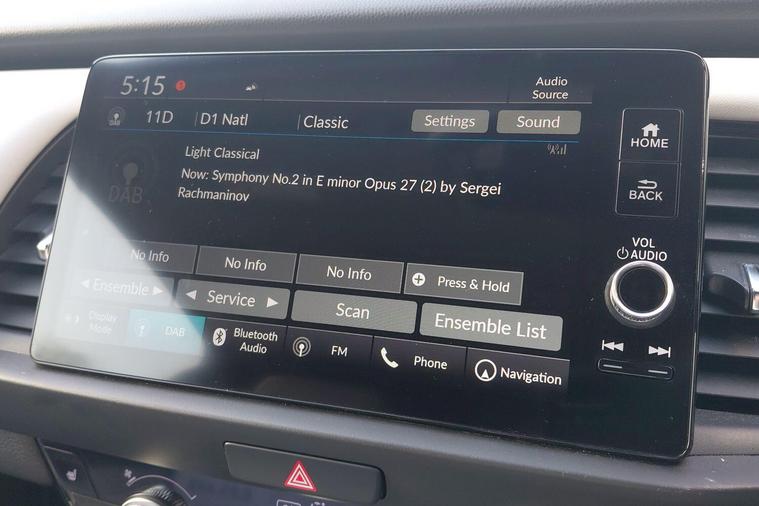 5:15
Audio
Source
11D D1 Natl Classic Settings Sound
DAB
HOME
Light Classical
Now: Symphony No.2 in E minor Opus 27 (2) by Sergei
Rachmaninov
DAB
BACK
VOL
AUDIO
No Info No Info No Info Press & Hold
Ensemble Service Scan Ensemble List
Display
Mode
DAB
Bluetooth
Audio
FM Phone Navigation